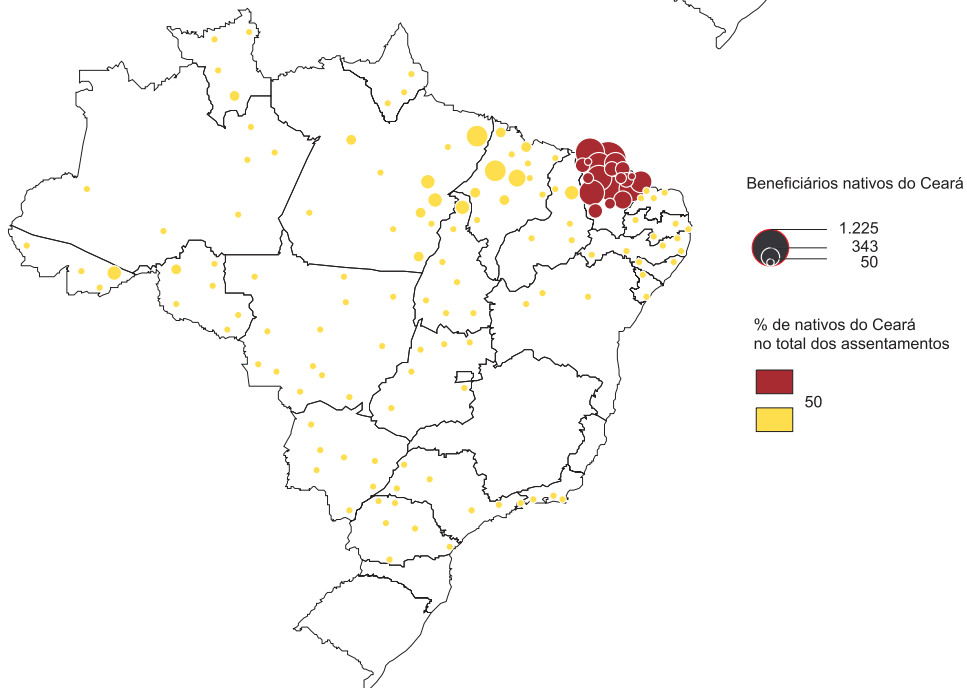 Beneficiários nativos do Ceará
1.225
343
50
% de nativos do Ceará
no total dos assentamentos
50